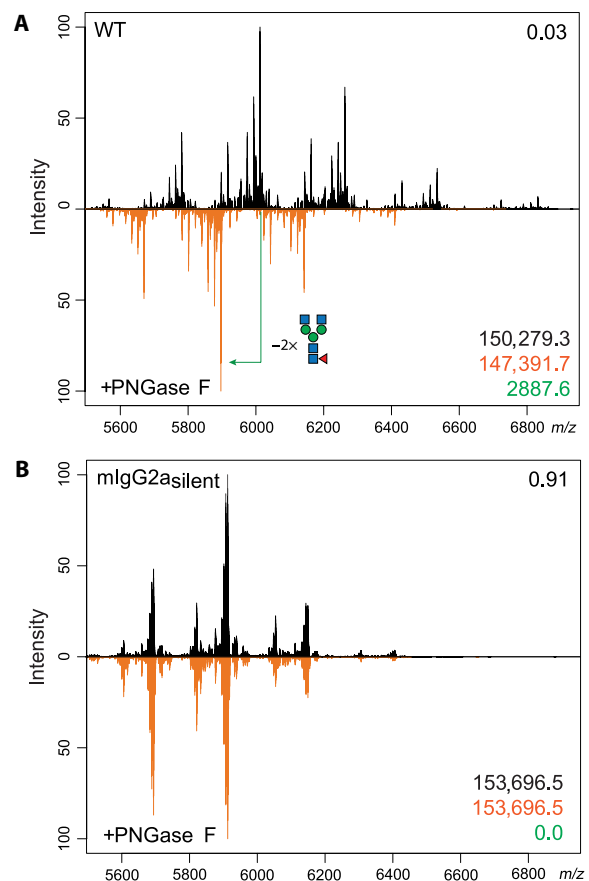 A
WT
0.03
100
50
0
50
100
Intensity
−2×
150,279.3
147,391.7
2887.6
+PNGase F
5600 5800 6000 6200 6400 6600 6800 m/z
B
mIgG2asilent
0.91
100
50
0
50
100
Intensity
153,696.5
153,696.5
0.0
+PNGase F
5600 5800 6000 6200 6400 6600 6800 m/z